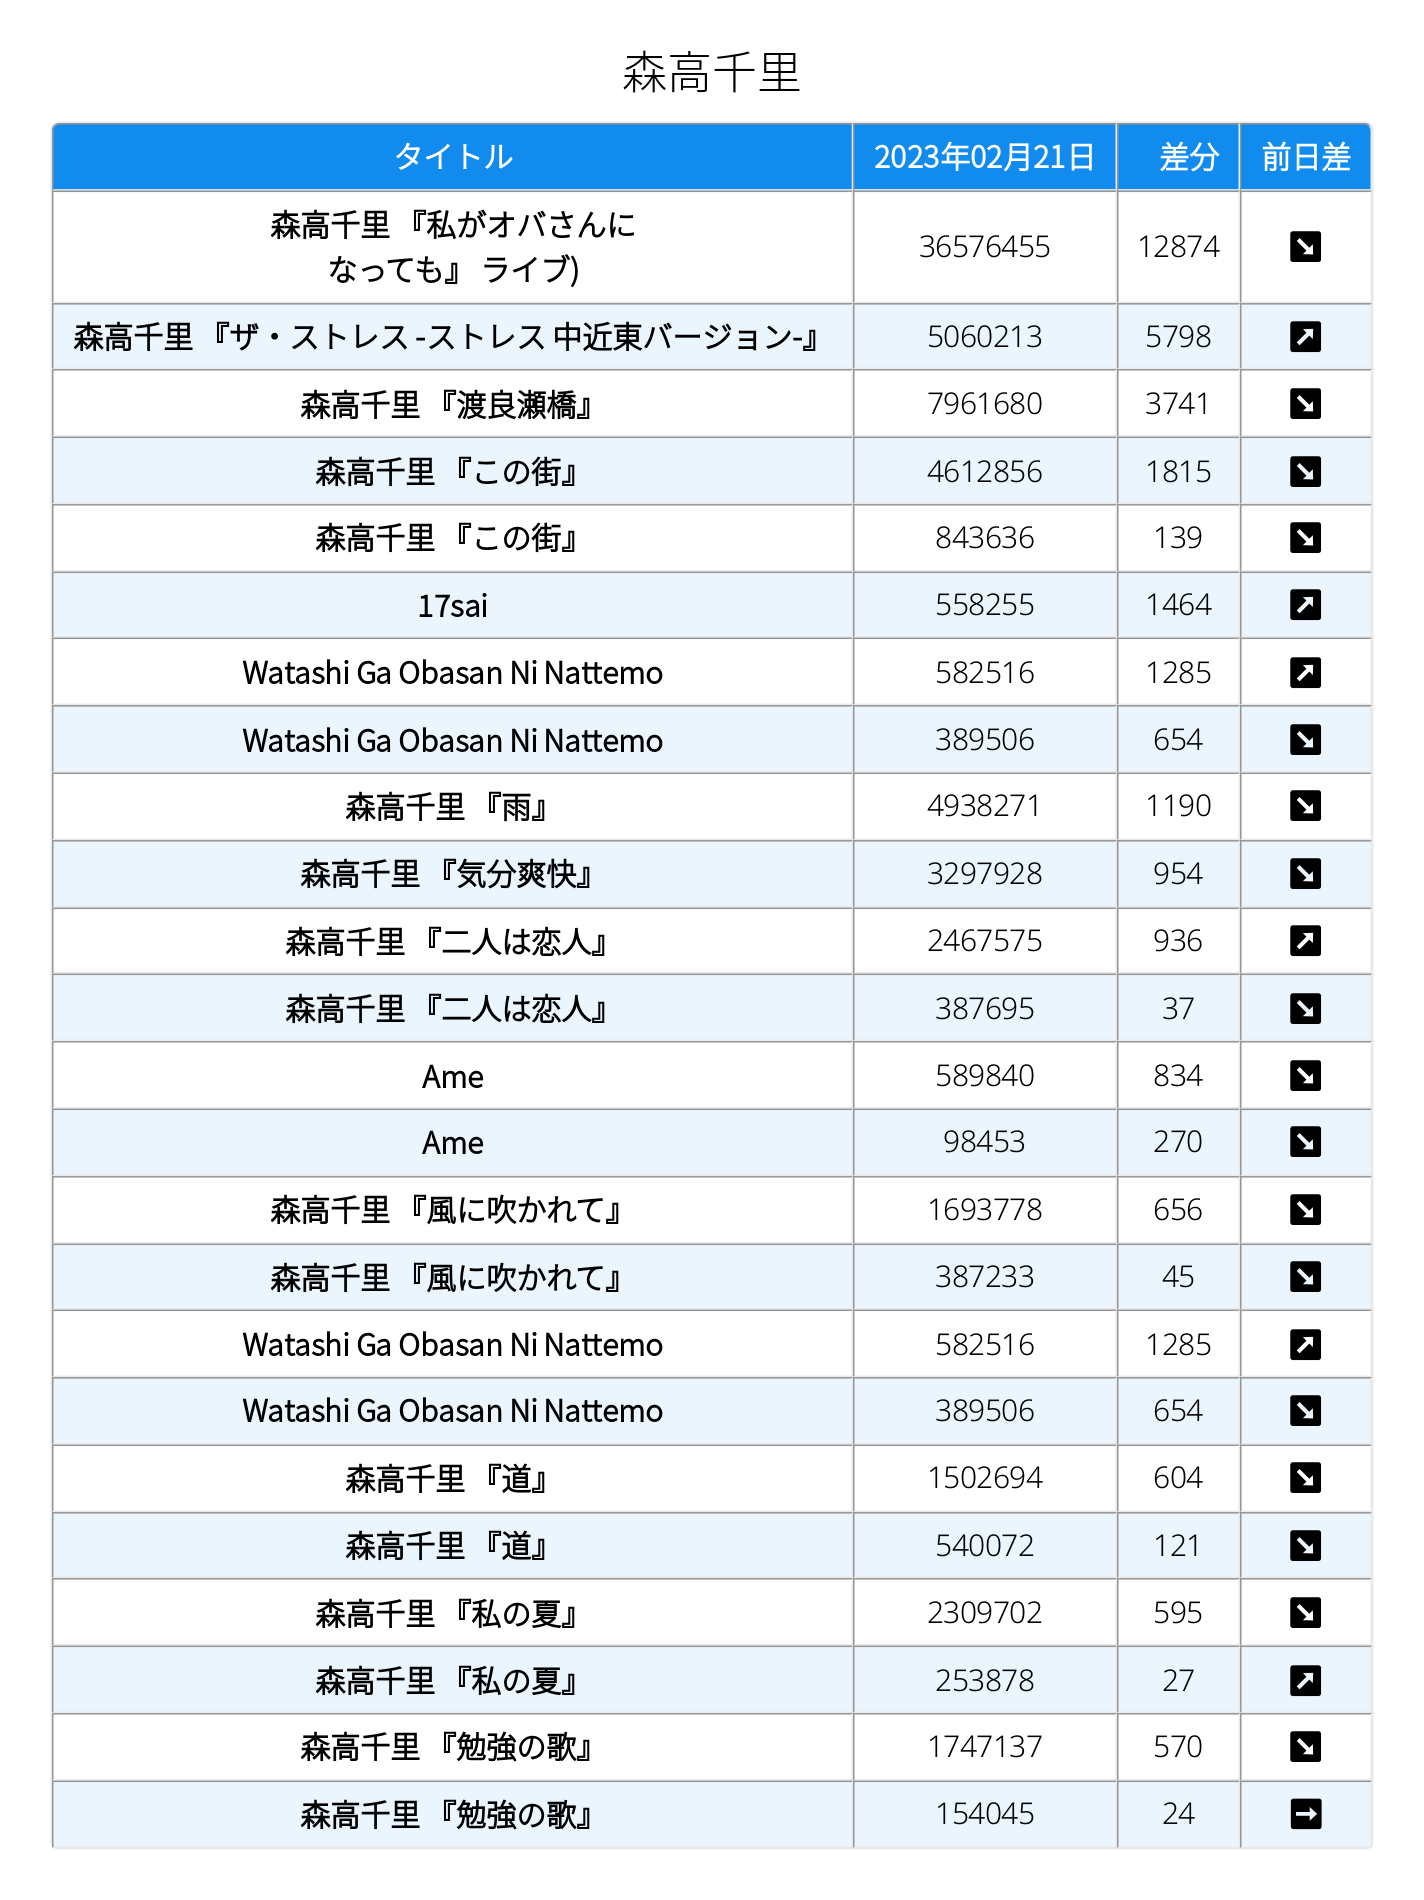 森高千里
タイトル 2023年02月21日 差分 前日差
森高千里 『私がオバさんに
なっても』 ライブ) 36576455 12874 ↘
森高千里 『ザ・ストレス -ストレス 中近東バージョン-』 5060213 5798 ↗
森高千里 『渡良瀬橋』 7961680 3741 ↘
森高千里 『この街』 4612856 1815 ↘
森高千里 『この街』 843636 139 ↘
17sai 558255 1464 ↗
Watashi Ga Obasan Ni Nattemo 582516 1285 ↗
Watashi Ga Obasan Ni Nattemo 389506 654 ↘
森高千里 『雨』 4938271 1190 ↘
森高千里 『気分爽快』 3297928 954 ↘
森高千里 『二人は恋人』 2467575 936 ↗
森高千里 『二人は恋人』 387695 37 ↘
Ame 589840 834 ↘
Ame 98453 270 ↘
森高千里 『風に吹かれて』 1693778 656 ↘
森高千里 『風に吹かれて』 387233 45 ↘
Watashi Ga Obasan Ni Nattemo 582516 1285 ↗
Watashi Ga Obasan Ni Nattemo 389506 654 ↘
森高千里 『道』 1502694 604 ↘
森高千里 『道』 540072 121 ↘
森高千里 『私の夏』 2309702 595 ↘
森高千里 『私の夏』 253878 27 ↗
森高千里 『勉強の歌』 1747137 570 ↘
森高千里 『勉強の歌』 154045 24 →